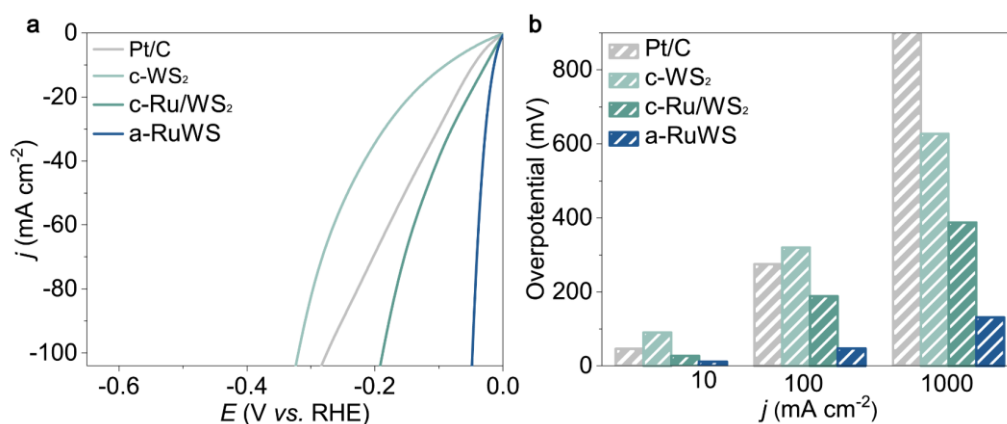 a
0
-20
-40
-60
-80
-100
j (mA cm⁻²)
Pt/C
c-WS₂
c-Ru/WS₂
a-RuWS
-0.6
-0.4
-0.2
0.0
E (V vs. RHE)
b
800
600
400
200
0
Overpotential (mV)
Pt/C
c-WS₂
c-Ru/WS₂
a-RuWS
10
100
1000
j (mA cm⁻²)